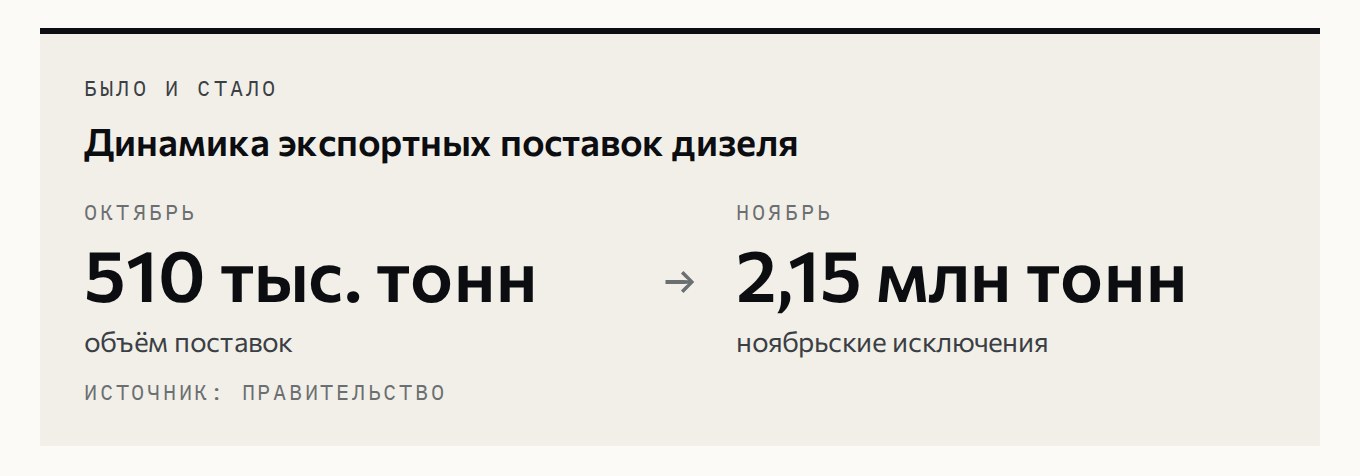 БЫЛО И СТАЛО
Динамика экспортных поставок дизеля
ОКТЯБРЬ
510 тыс. тонн
объём поставок
→
НОЯБРЬ
2,15 млн тонн
ноябрьские исключения
ИСТОЧНИК: ПРАВИТЕЛЬСТВО